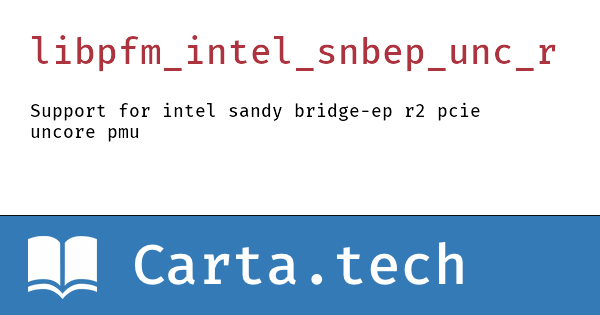 libpfm_intel_snbep_unc_r
Support for intel sandy bridge-ep r2 pcie
uncore pmu
Carta.tech